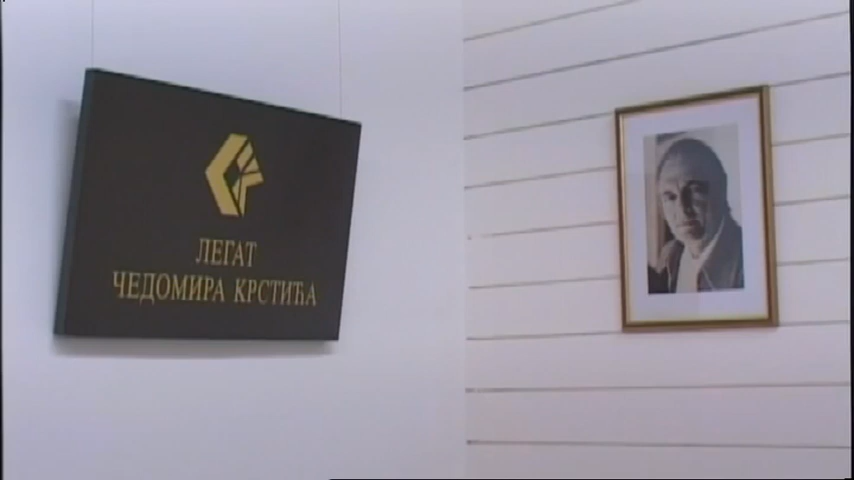 ЛЕГАТ
ЧЕДОМИРА КРСТИЋА